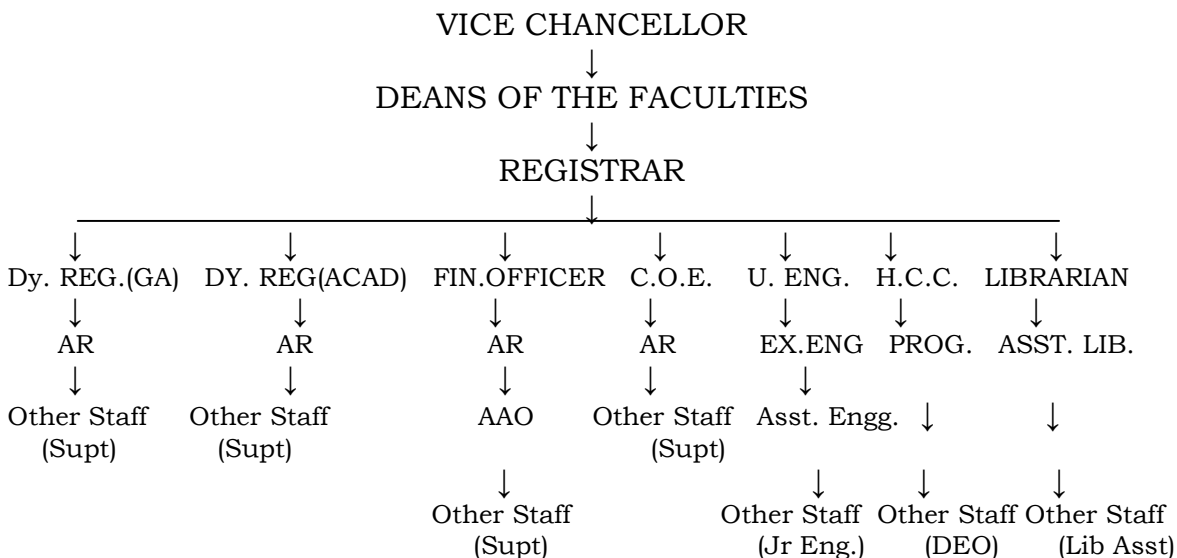 VICE CHANCELLOR
↓
DEANS OF THE FACULTIES
↓
REGISTRAR
↓
↓ ↓ ↓ ↓ ↓ ↓ ↓
Dy. REG.(GA) DY. REG(ACAD) FIN.OFFICER C.O.E. U. ENG. H.C.C. LIBRARIAN
↓ ↓ ↓ ↓ ↓ ↓ ↓
AR AR AR AR EX.ENG PROG. ASST. LIB.
↓ ↓ ↓ ↓ ↓
Other Staff Other Staff AAO Other Staff Asst. Engg. ↓ ↓
(Supt) (Supt) (Supt)
↓ ↓ ↓ ↓
Other Staff Other Staff Other Staff Other Staff
(Supt) (Jr Eng.) (DEO) (Lib Asst)